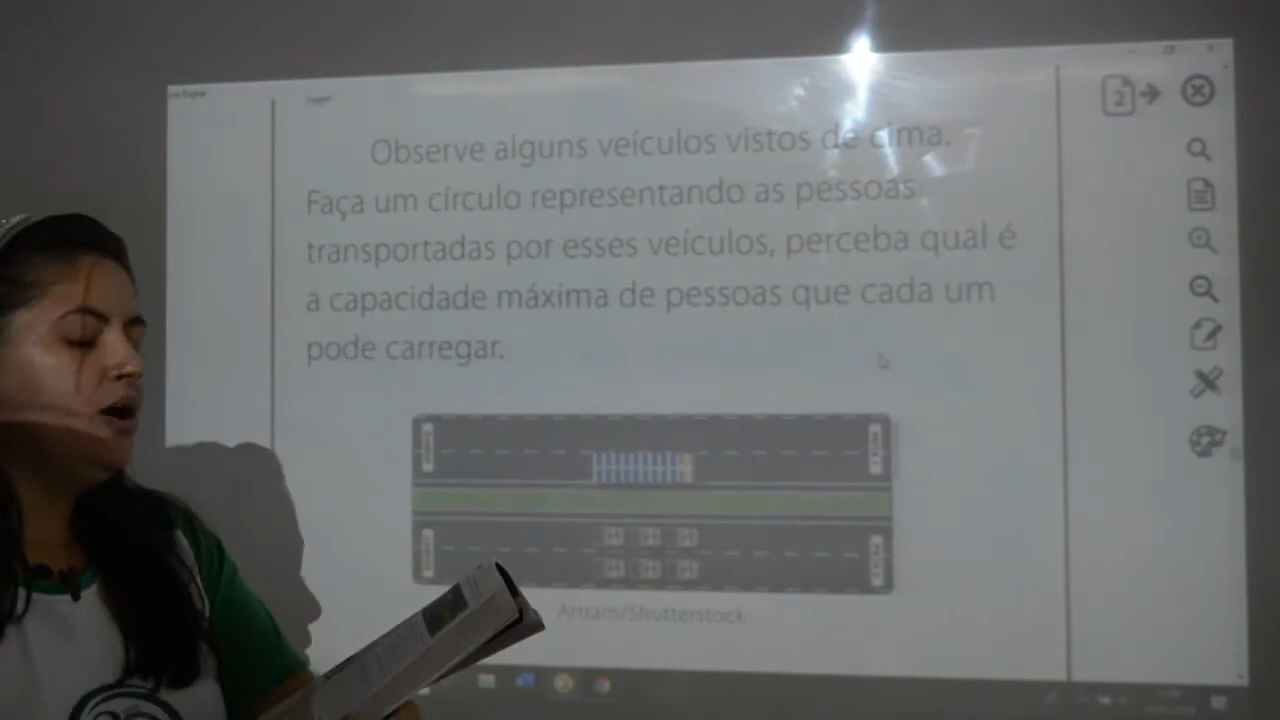 2
Observe alguns veículos vistos de cima.
Faça um círculo representando as pessoas
transportadas por esses veículos, perceba qual é
a capacidade máxima de pessoas que cada um
pode carregar.
Artram/Shutterstock